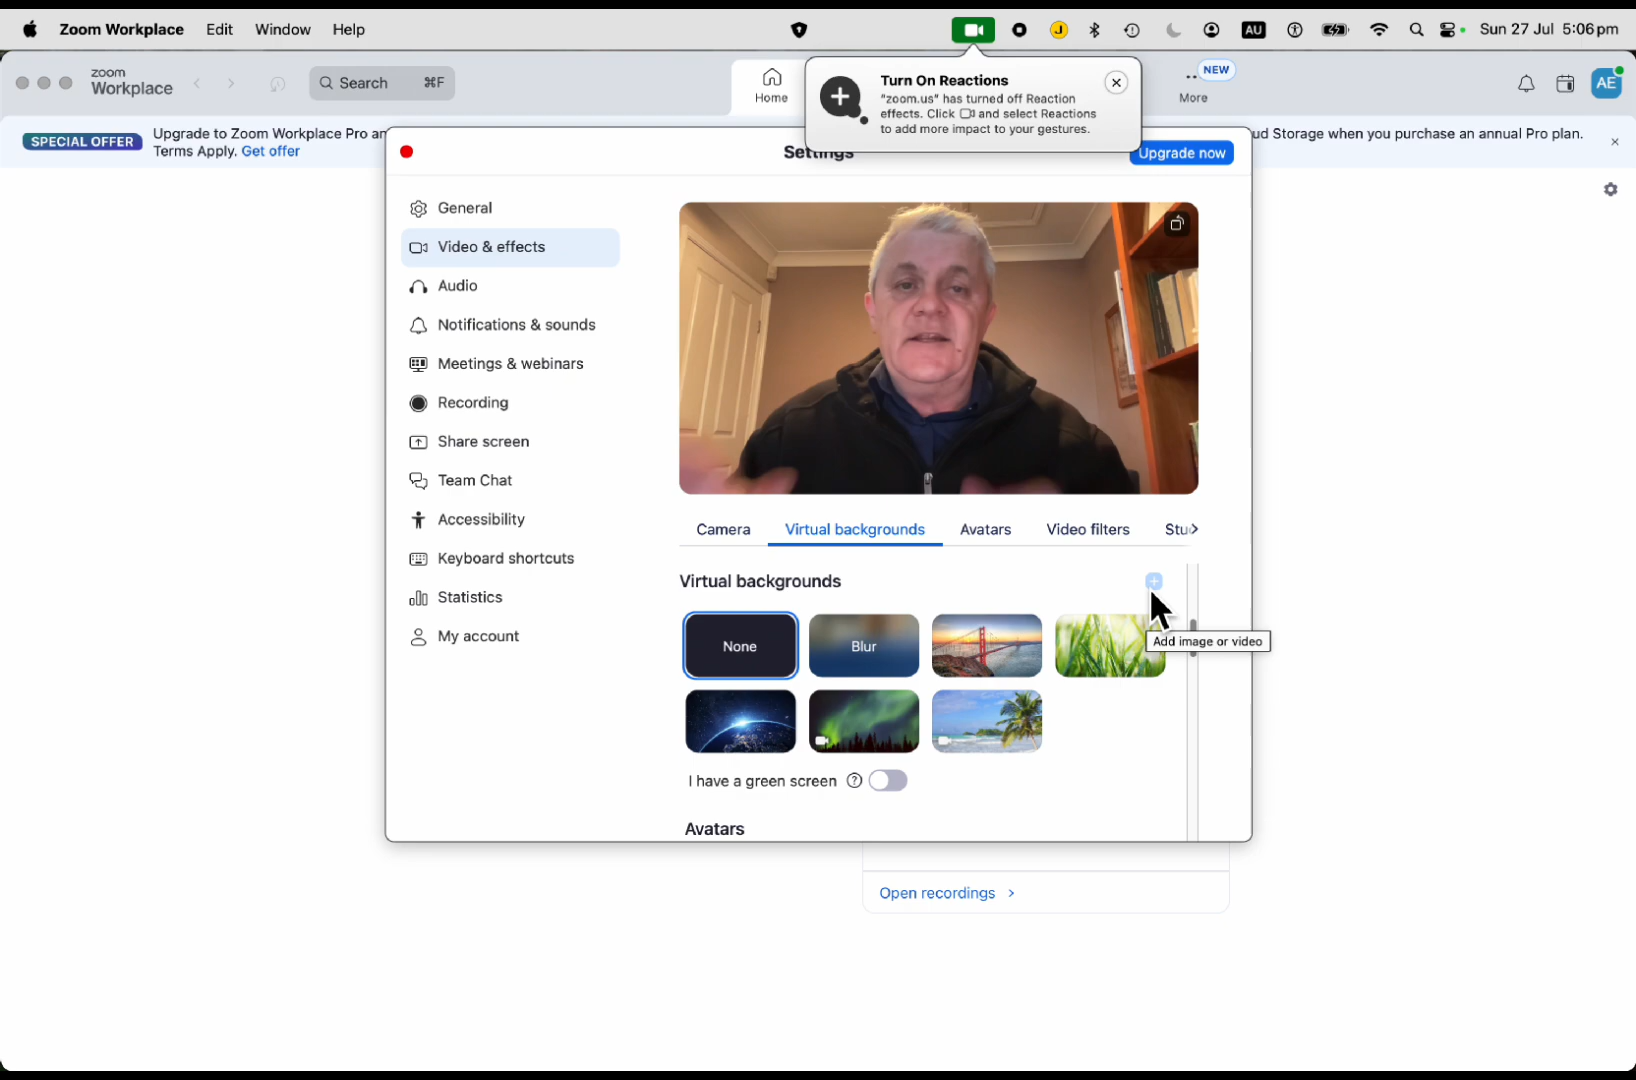 Zoom Workplace Edit Window Help
J
AU
Sun 27 Jul 5:06 pm
zoom
Workplace
Search ⌘F
Home
NEW
More
AE
Turn On Reactions
"zoom.us" has turned off Reaction
effects. Click and select Reactions
to add more impact to your gestures.
SPECIAL OFFER
Upgrade to Zoom Workplace Pro an
ud Storage when you purchase an annual Pro plan.
Terms Apply. Get offer
Settings
Upgrade now
General
Video & effects
Audio
Notifications & sounds
Meetings & webinars
Recording
Share screen
Team Chat
Accessibility
Keyboard shortcuts
Statistics
My account
Camera Virtual backgrounds Avatars Video filters Stu
Virtual backgrounds
None
Blur
Add image or video
I have a green screen
Avatars
Open recordings